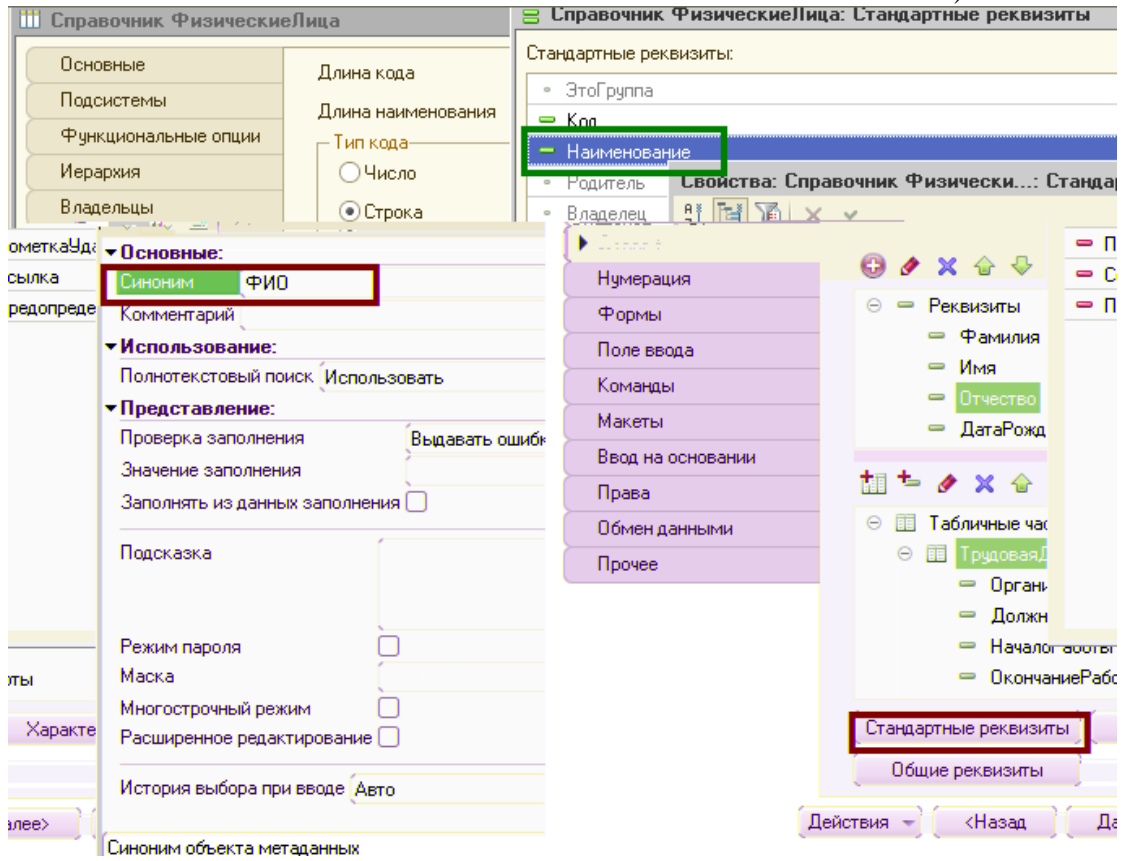 Справочник ФизическиеЛица
Основные
Подсистемы
Функциональные опции
Иерархия
Владельцы
Длина кода
Длина наименования
Тип кода
Число
Строка
Справочник ФизическиеЛица: Стандартные реквизиты
Стандартные реквизиты:
ЭтоГруппа
Код
Наименование
Родитель
Владелец
Свойства: Справочник Физически...: Станда
ометкаУда
сылка
редопреде
Основные:
Синоним ФИО
Комментарий
Использование:
Полнотекстовый поиск Использовать
Представление:
Проверка заполнения Выдавать ошибк
Значение заполнения
Заполнять из данных заполнения
Подсказка
Режим пароля
Маска
Многострочный режим
Расширенное редактирование
История выбора при вводе Авто
Синоним объекта метаданных
оты
Характе
алее>
Нумерация
Формы
Поле ввода
Команды
Макеты
Ввод на основании
Права
Обмен данными
Прочее
Реквизиты
Фамилия
Имя
Отчество
ДатаРожд
Табличные час
ТрудоваяД
Органи
Должн
НачалоРаботы
ОкончаниеРабо
П
Со
П
Стандартные реквизиты
Общие реквизиты
Действия
<Назад
Да